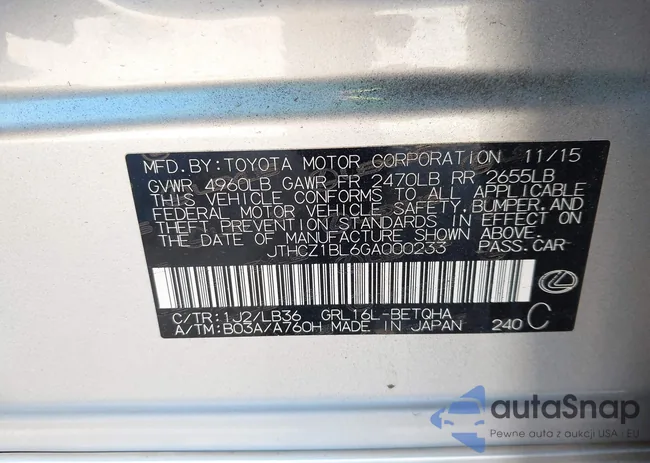 MFD. BY: TOYOTA MOTOR CORPORATION 11/15
GVWR 4960LB GAWR FR 2470LB RR 2655LB
THIS VEHICLE CONFORMS TO ALL APPLICABLE
FEDERAL MOTOR VEHICLE SAFETY, BUMPER, AND
THEFT PREVENTION STANDARDS IN EFFECT ON
THE DATE OF MANUFACTURE SHOWN ABOVE.
JTHCZ1BL6GA000233 PASS. CAR
C/TR: 1J2/LB36 GRL16L-BETQHA
A/TM: B03A/A760H MADE IN JAPAN 240 C
autoSnap
Pewne auta z aukcji USA - EU